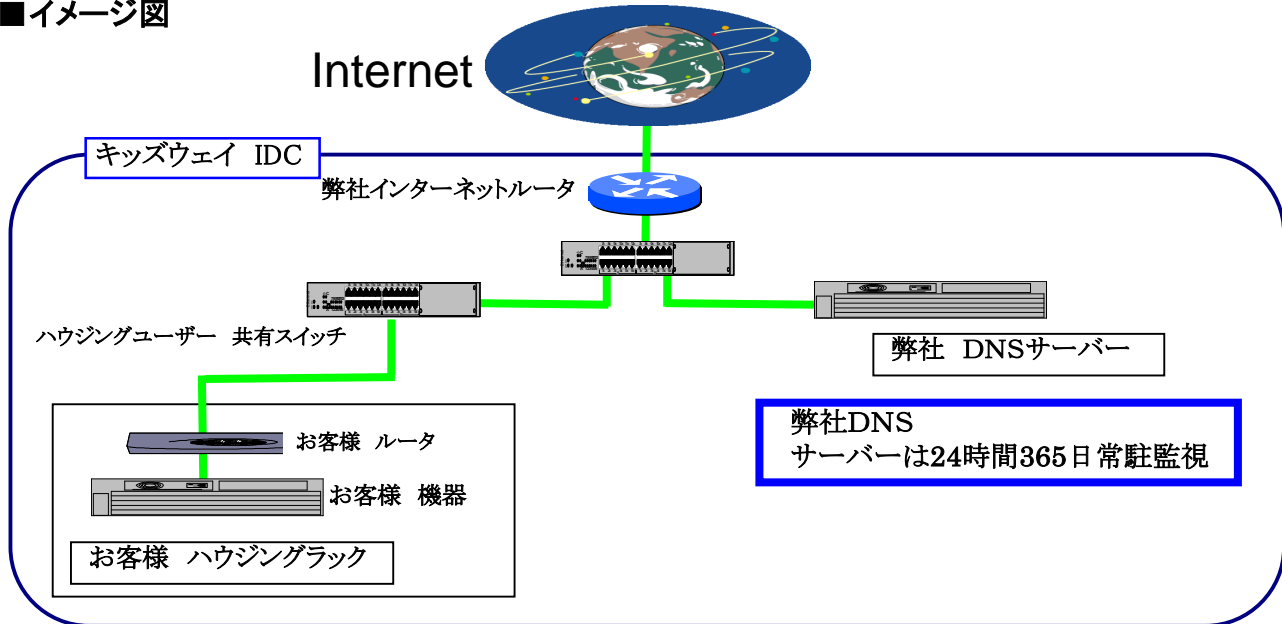 ■イメージ図
Internet
キッズウェイ IDC
弊社インターネットルータ
ハウジングユーザー 共有スイッチ
弊社 DNSサーバー
弊社DNS
サーバーは24時間365日常駐監視
お客様 ルータ
お客様 機器
お客様 ハウジングラック